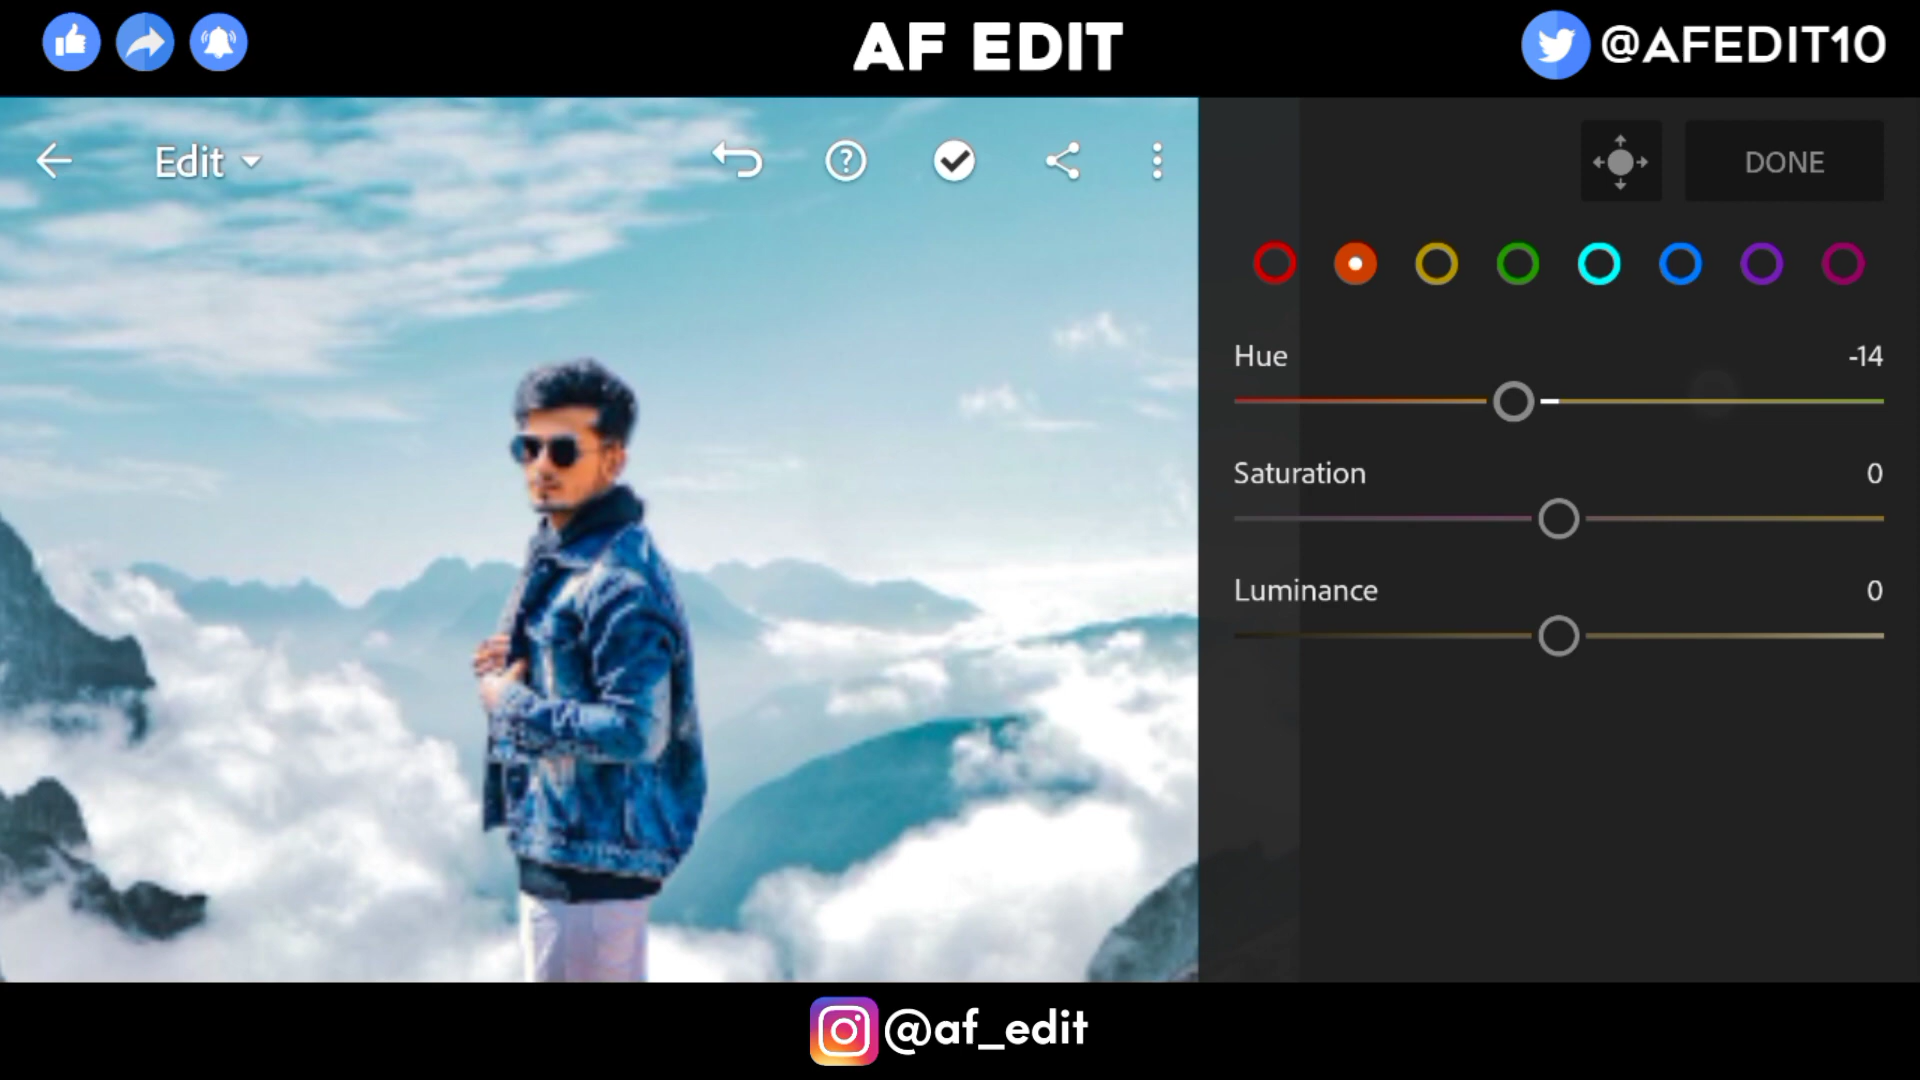 AF EDIT
@AFEDIT10
Edit
DONE
Hue -14
Saturation 0
Luminance 0
@af_edit